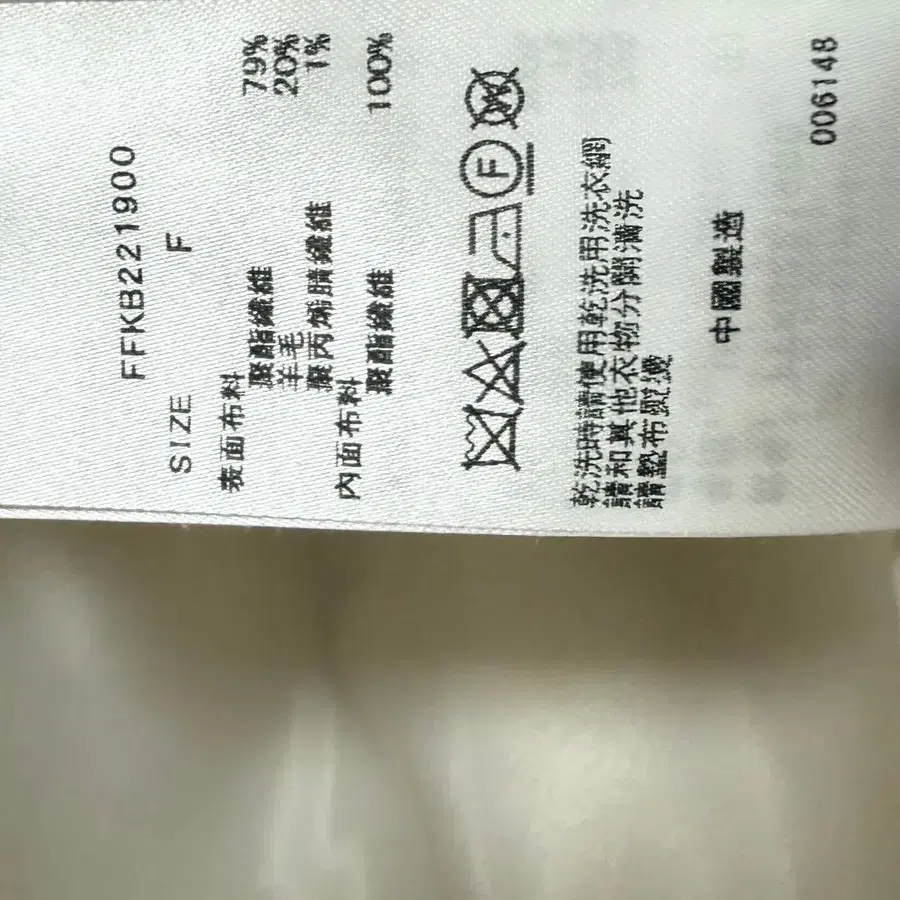 FFKB221900
SIZE F
表面布料
聚酯纖維 79%
羊毛 20%
聚丙烯腈纖維 1%
內面布料
聚酯纖維 100%
F
W
乾洗時請使用乾洗用洗衣網
請和其他衣物分開清洗
請墊布熨燙
中國製造
006148